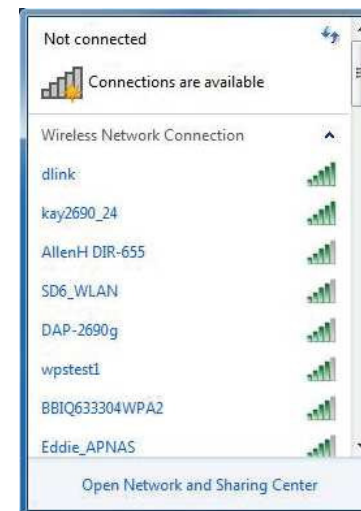 Not connected
Connections are available
Wireless Network Connection
dlink
kay2690_24
AllenH DIR-655
SD6_WLAN
DAP-2690g
wpstest1
BBIQ633304WPA2
Eddie_APNAS
Open Network and Sharing Center